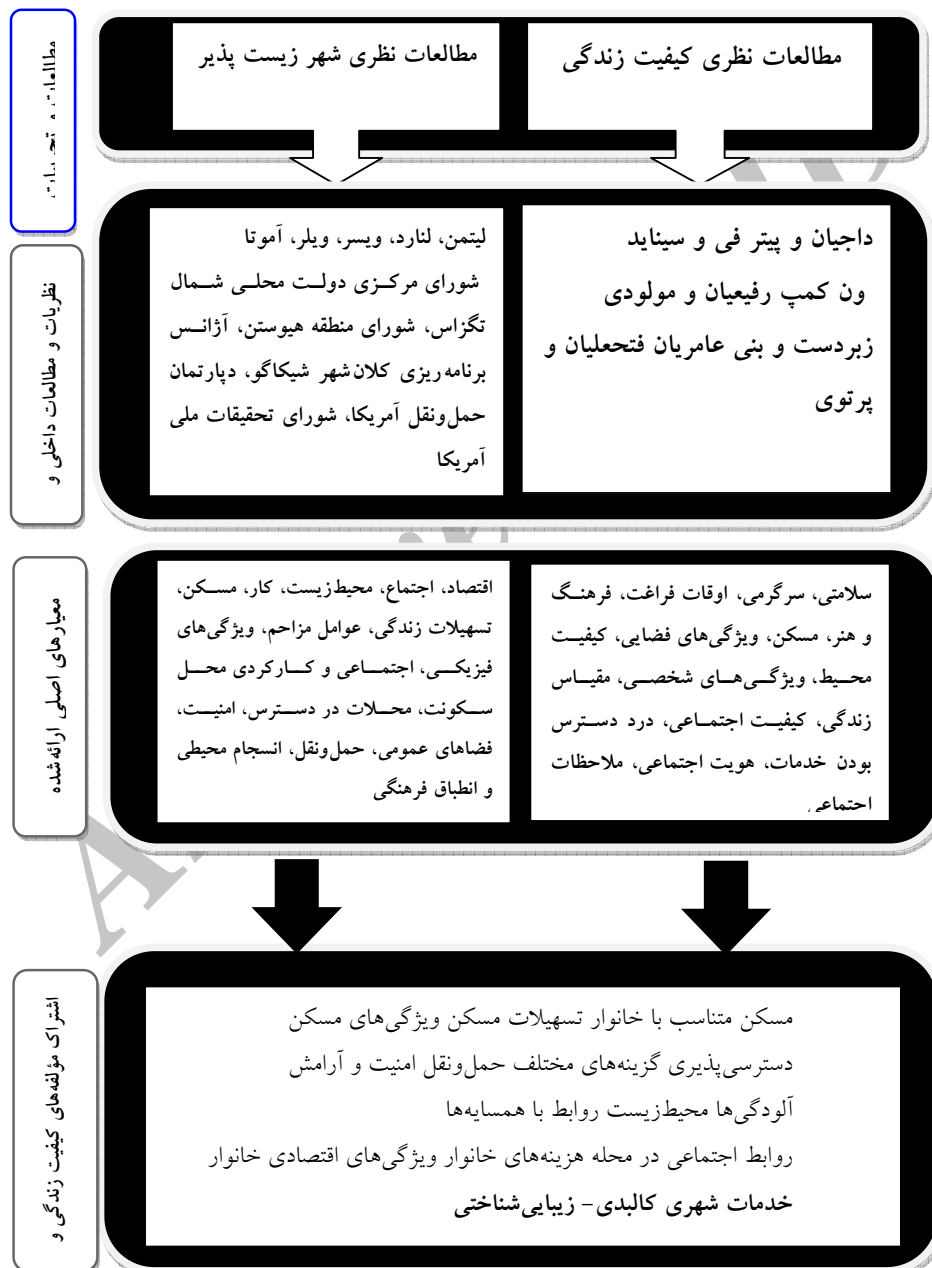 مطالعات نظری کیفیت زندگی
مطالعات نظری شهر زیست پذیر
داجیان و پیتر فی و سیناید
ون کمپ رفیعیان و مولودی
زبردست و بنی عامریان فتحعلیان و
پرتوی
لیتمن، لنارد، ویسر، ویلر، آموتا
شورای مرکزی دولت محلی شمال
تگزاس، شورای منطقه هیوستن، آژانس
برنامه‌ریزی کلان‌شهر شیکاگو، دپارتمان
حمل‌ونقل آمریکا، شورای تحقیقات ملی
آمریکا
نظریات و مطالعات داخلی و
سلامتی، سرگرمی، اوقات فراغت، فرهنگ
و هنر، مسکن، ویژگی‌های فضایی، کیفیت
محیط، ویژگی‌های شخصی، مقیاس
زندگی، کیفیت اجتماعی، درد دسترس
بودن خدمات، هویت اجتماعی، ملاحظات
اجتماعی
اقتصاد، اجتماع، محیط‌زیست، کار، مسکن،
تسهیلات زندگی، عوامل مزاحم، ویژگی‌های
فیزیکی، اجتماعی و کارکردی محل
سکونت، محلات در دسترس، امنیت،
فضاهای عمومی، حمل‌ونقل، انسجام محیطی
و انطباق فرهنگی
معیارهای اصلی ارائه‌شده
مسکن متناسب با خانوار تسهیلات مسکن ویژگی‌های مسکن
دسترسی‌پذیری گزینه‌های مختلف حمل‌ونقل امنیت و آرامش
آلودگی‌ها محیط‌زیست روابط با همسایه‌ها
روابط اجتماعی در محله هزینه‌های خانوار ویژگی‌های اقتصادی خانوار
خدمات شهری کالبدی- زیبایی‌شناختی
اشتراک مؤلفه‌های کیفیت زندگی و